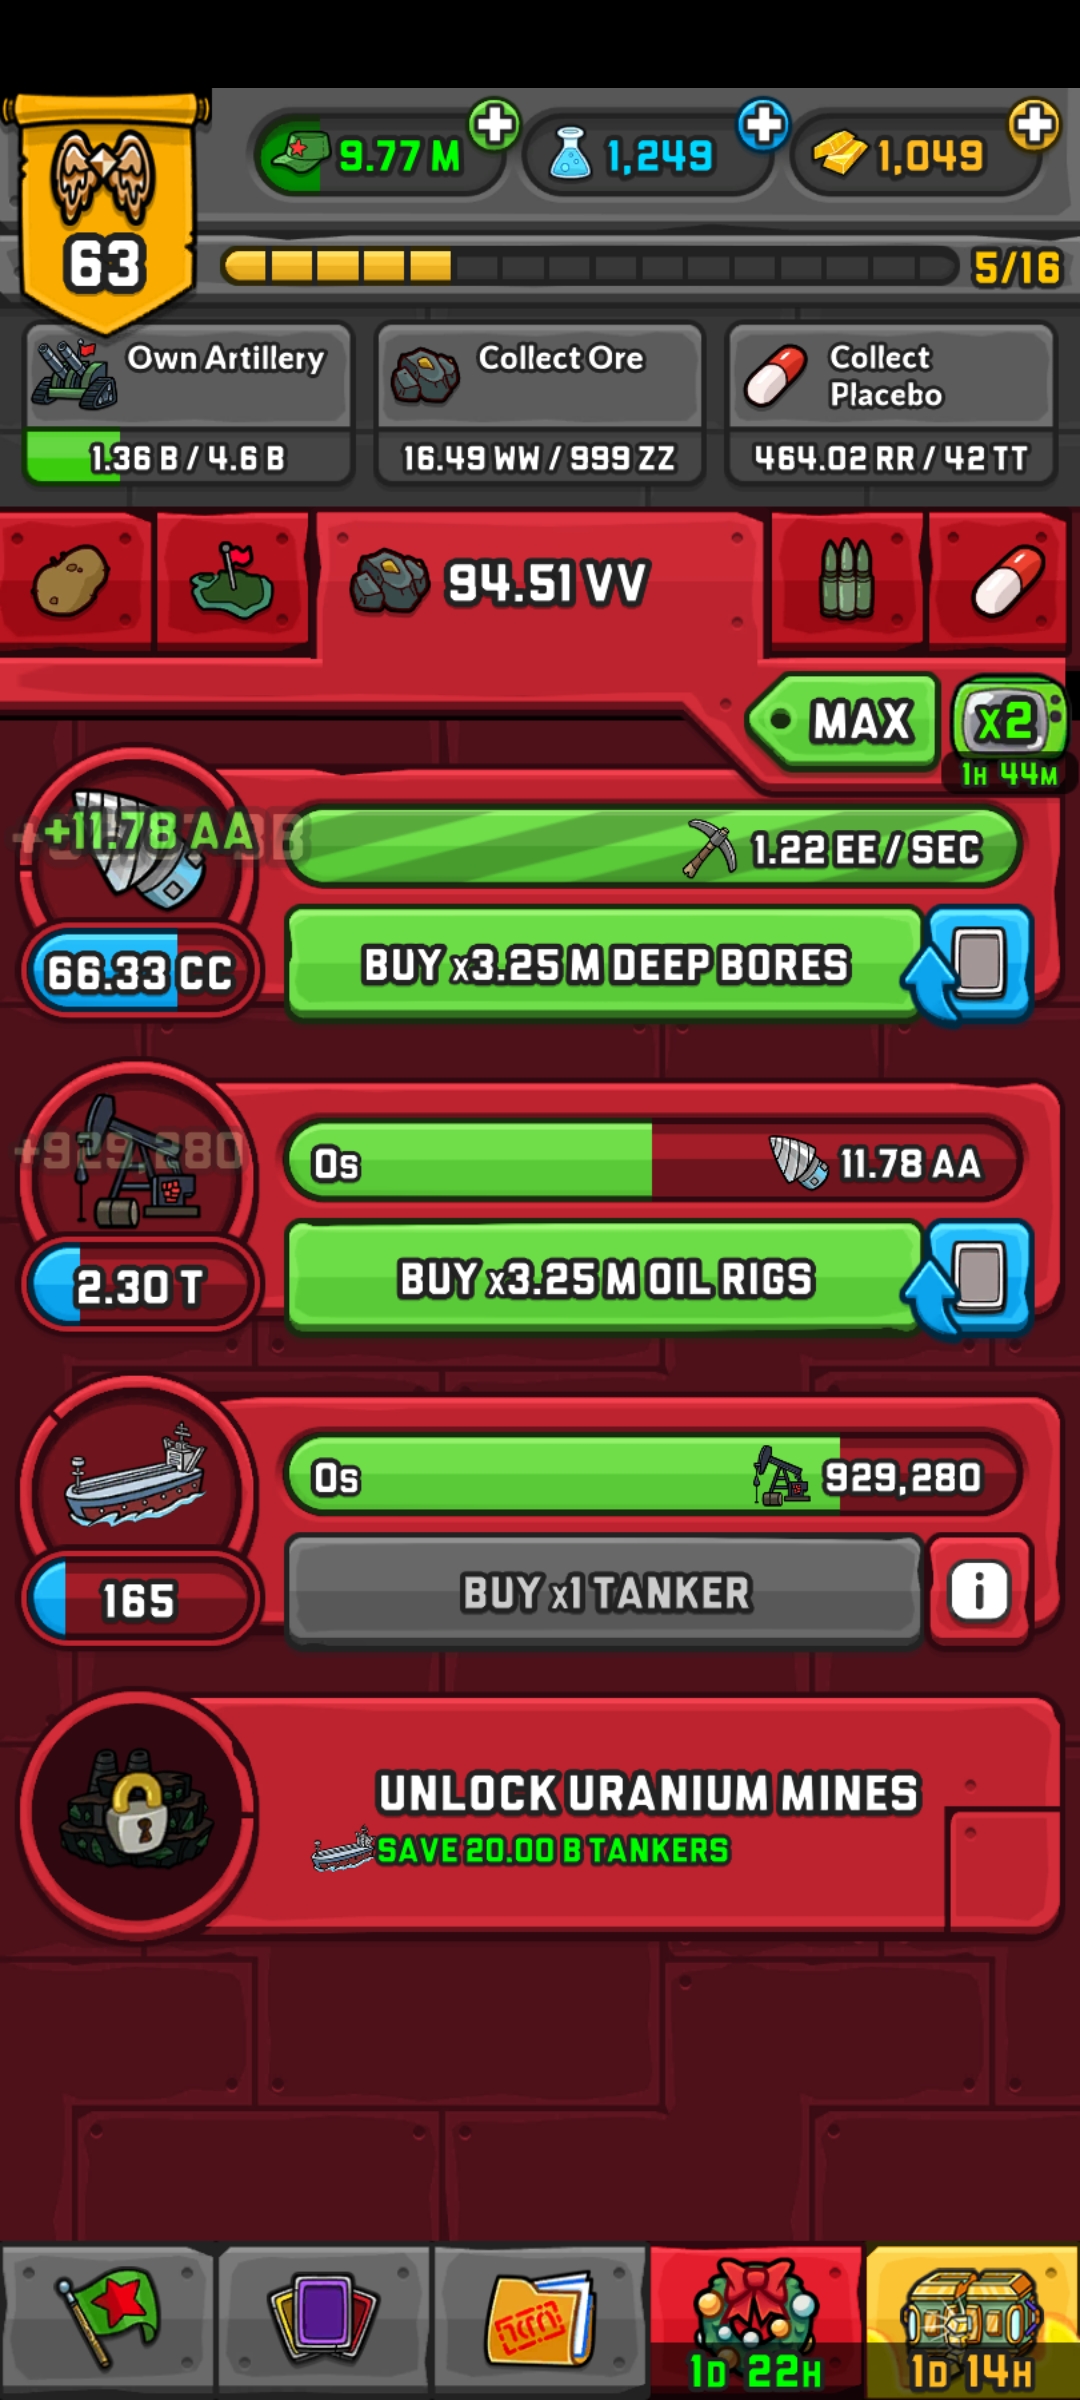 9.77 M
1,249
1,049
63
5/16
Own Artillery
1.36 B / 4.6 B
Collect Ore
16.49 WW / 999 ZZ
Collect
Placebo
464.02 RR / 42 TT
94.51 VV
MAX
x2
1H 44M
+11.78 AA
1.22 EE / SEC
66.33 CC
BUY x3.25 M DEEP BORES
+929,280
0s
11.78 AA
2.30 T
BUY x3.25 M OIL RIGS
0s
929,280
165
BUY x1 TANKER
i
UNLOCK URANIUM MINES
SAVE 20.00 B TANKERS
1D 22H
1D 14H